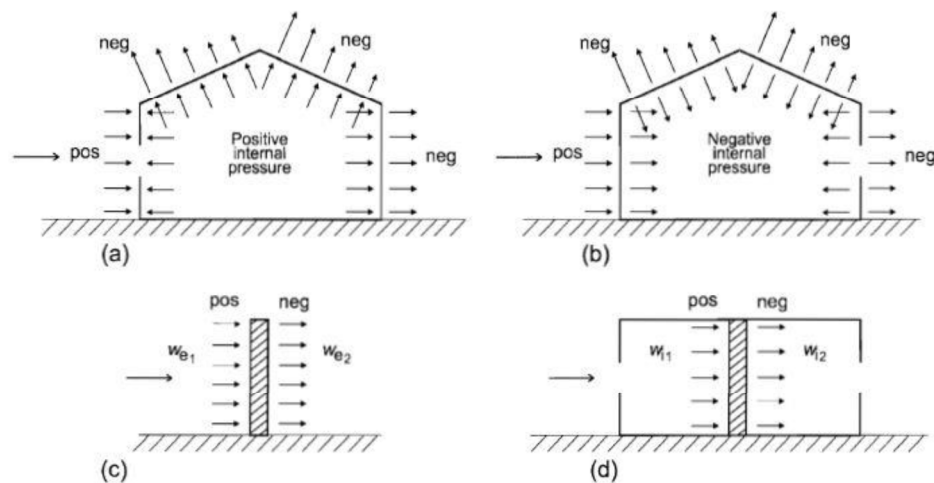 neg
neg
pos
Positive
internal
pressure
neg
(a)
neg
neg
pos
Negative
internal
pressure
neg
(b)
pos neg
we1 we2
(c)
pos neg
wi1 wi2
(d)